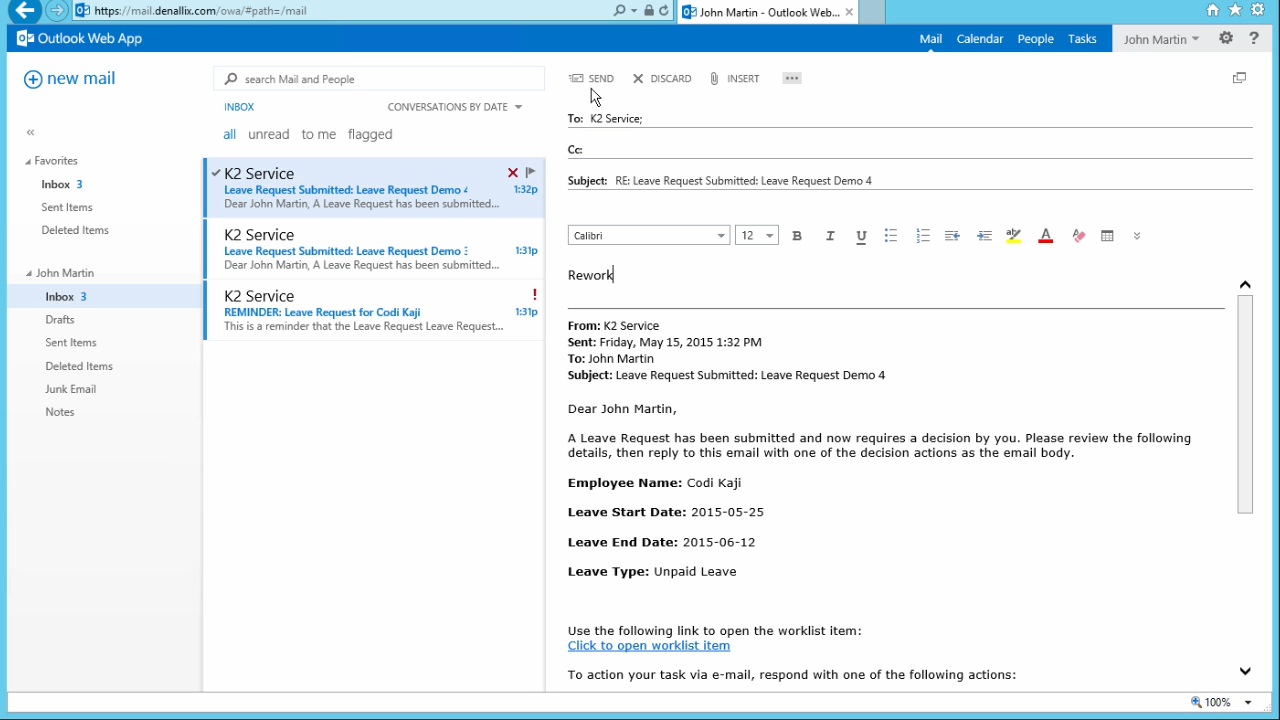 https://mail.denallix.com/owa/#path=/mail
John Martin - Outlook Web...
Outlook Web App
Mail Calendar People Tasks John Martin ?
new mail
search Mail and People
SEND DISCARD INSERT ...
INBOX CONVERSATIONS BY DATE
all unread to me flagged
«
Favorites
Inbox 3
Sent Items
Deleted Items
John Martin
Inbox 3
Drafts
Sent Items
Deleted Items
Junk Email
Notes
K2 Service
Leave Request Submitted: Leave Request Demo 4 1:32p
Dear John Martin, A Leave Request has been submitted...
K2 Service
Leave Request Submitted: Leave Request Demo 1:31p
Dear John Martin, A Leave Request has been submitted...
K2 Service !
REMINDER: Leave Request for Codi Kaji 1:31p
This is a reminder that the Leave Request Leave Request...
To: K2 Service;
Cc:
Subject: RE: Leave Request Submitted: Leave Request Demo 4
Calibri 12 B I U A
Rework
From: K2 Service
Sent: Friday, May 15, 2015 1:32 PM
To: John Martin
Subject: Leave Request Submitted: Leave Request Demo 4
Dear John Martin,
A Leave Request has been submitted and now requires a decision by you. Please review the following
details, then reply to this email with one of the decision actions as the email body.
Employee Name: Codi Kaji
Leave Start Date: 2015-05-25
Leave End Date: 2015-06-12
Leave Type: Unpaid Leave
Use the following link to open the worklist item:
Click to open worklist item
To action your task via e-mail, respond with one of the following actions:
100%